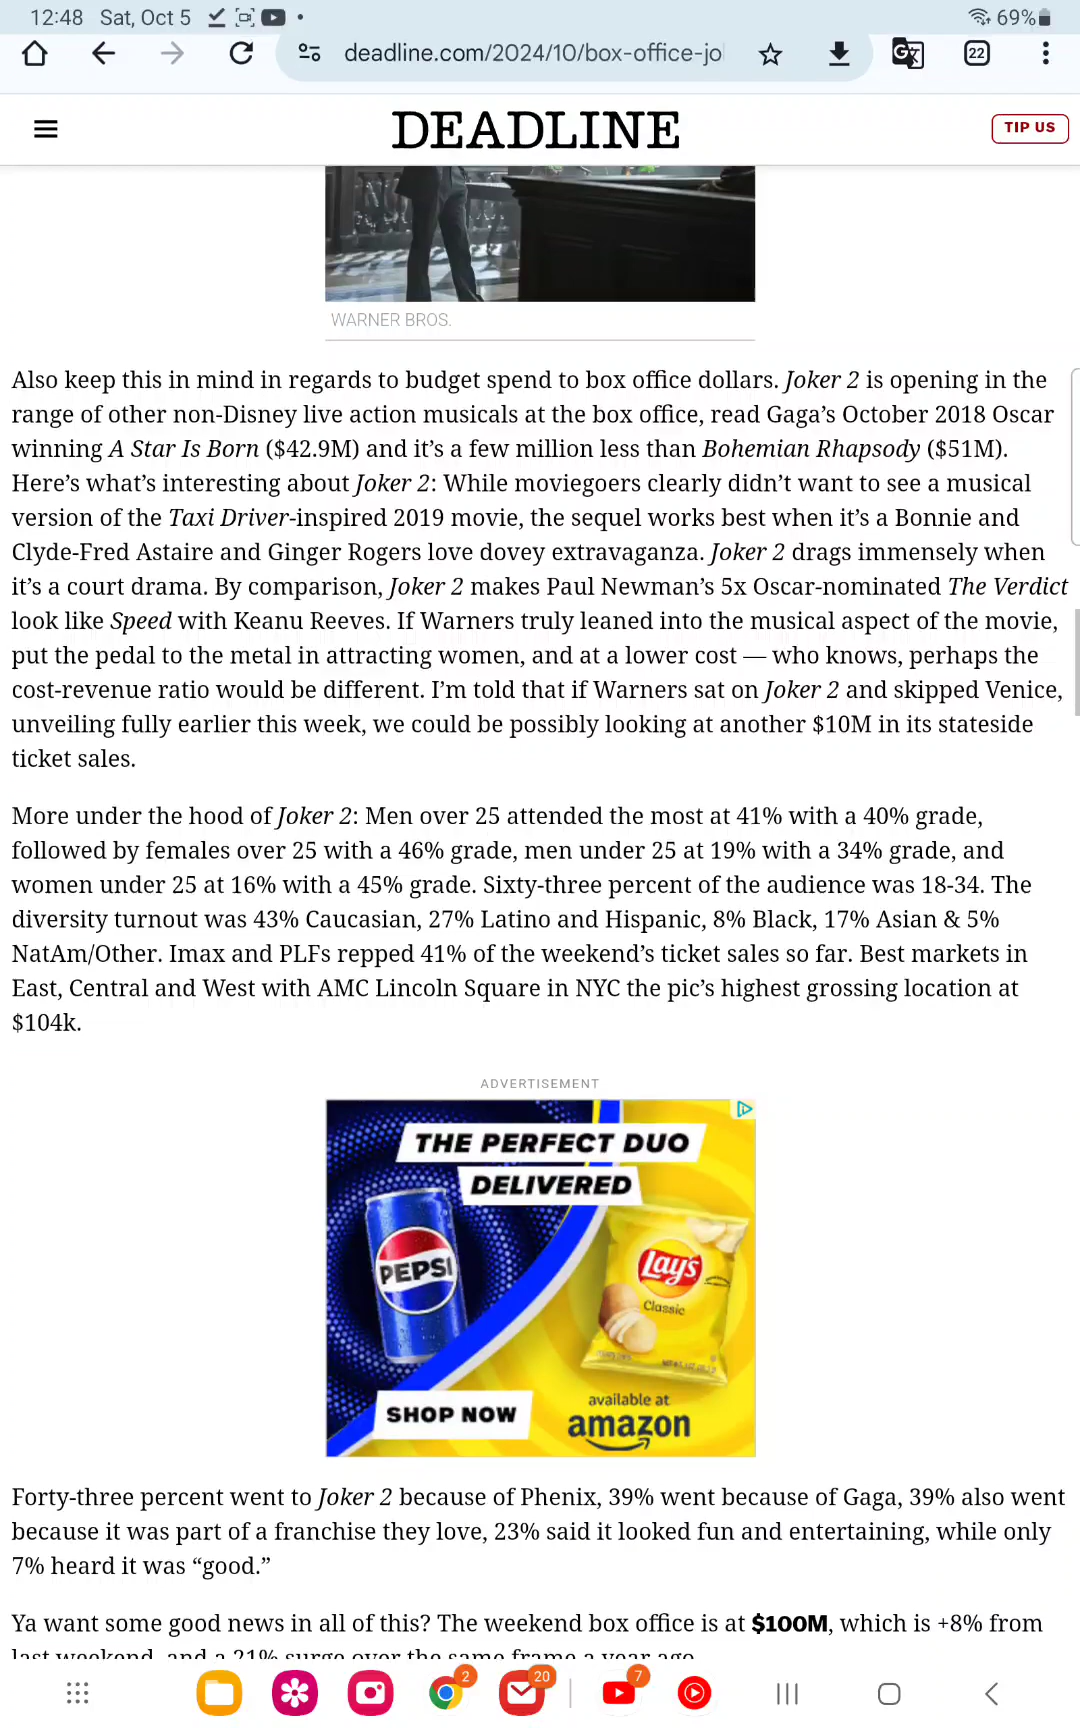 12:48 Sat, Oct 5
69%
deadline.com/2024/10/box-office-jo
22
DEADLINE
TIP US
WARNER BROS.
Also keep this in mind in regards to budget spend to box office dollars. Joker 2 is opening in the
range of other non-Disney live action musicals at the box office, read Gaga’s October 2018 Oscar
winning A Star Is Born ($42.9M) and it’s a few million less than Bohemian Rhapsody ($51M).
Here’s what’s interesting about Joker 2: While moviegoers clearly didn’t want to see a musical
version of the Taxi Driver-inspired 2019 movie, the sequel works best when it’s a Bonnie and
Clyde-Fred Astaire and Ginger Rogers love dovey extravaganza. Joker 2 drags immensely when
it’s a court drama. By comparison, Joker 2 makes Paul Newman’s 5x Oscar-nominated The Verdict
look like Speed with Keanu Reeves. If Warners truly leaned into the musical aspect of the movie,
put the pedal to the metal in attracting women, and at a lower cost — who knows, perhaps the
cost-revenue ratio would be different. I’m told that if Warners sat on Joker 2 and skipped Venice,
unveiling fully earlier this week, we could be possibly looking at another $10M in its stateside
ticket sales.
More under the hood of Joker 2: Men over 25 attended the most at 41% with a 40% grade,
followed by females over 25 with a 46% grade, men under 25 at 19% with a 34% grade, and
women under 25 at 16% with a 45% grade. Sixty-three percent of the audience was 18-34. The
diversity turnout was 43% Caucasian, 27% Latino and Hispanic, 8% Black, 17% Asian & 5%
NatAm/Other. Imax and PLFs repped 41% of the weekend’s ticket sales so far. Best markets in
East, Central and West with AMC Lincoln Square in NYC the pic’s highest grossing location at
$104k.
ADVERTISEMENT
THE PERFECT DUO
DELIVERED
PEPSI
Lay's
Classic
SHOP NOW
available at
amazon
Forty-three percent went to Joker 2 because of Phenix, 39% went because of Gaga, 39% also went
because it was part of a franchise they love, 23% said it looked fun and entertaining, while only
7% heard it was “good.”
Ya want some good news in all of this? The weekend box office is at $100M, which is +8% from
last weekend, and a 21% surge over the same frame a year ago.
2
20
7